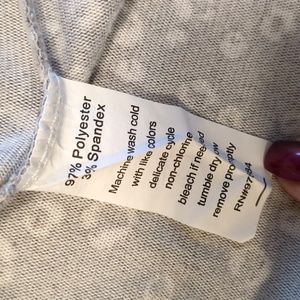 97% Polyester
3% Spandex
Machine wash cold
with like colors
delicate cycle
non-chlorine
bleach if needed
tumble dry low
remove promptly